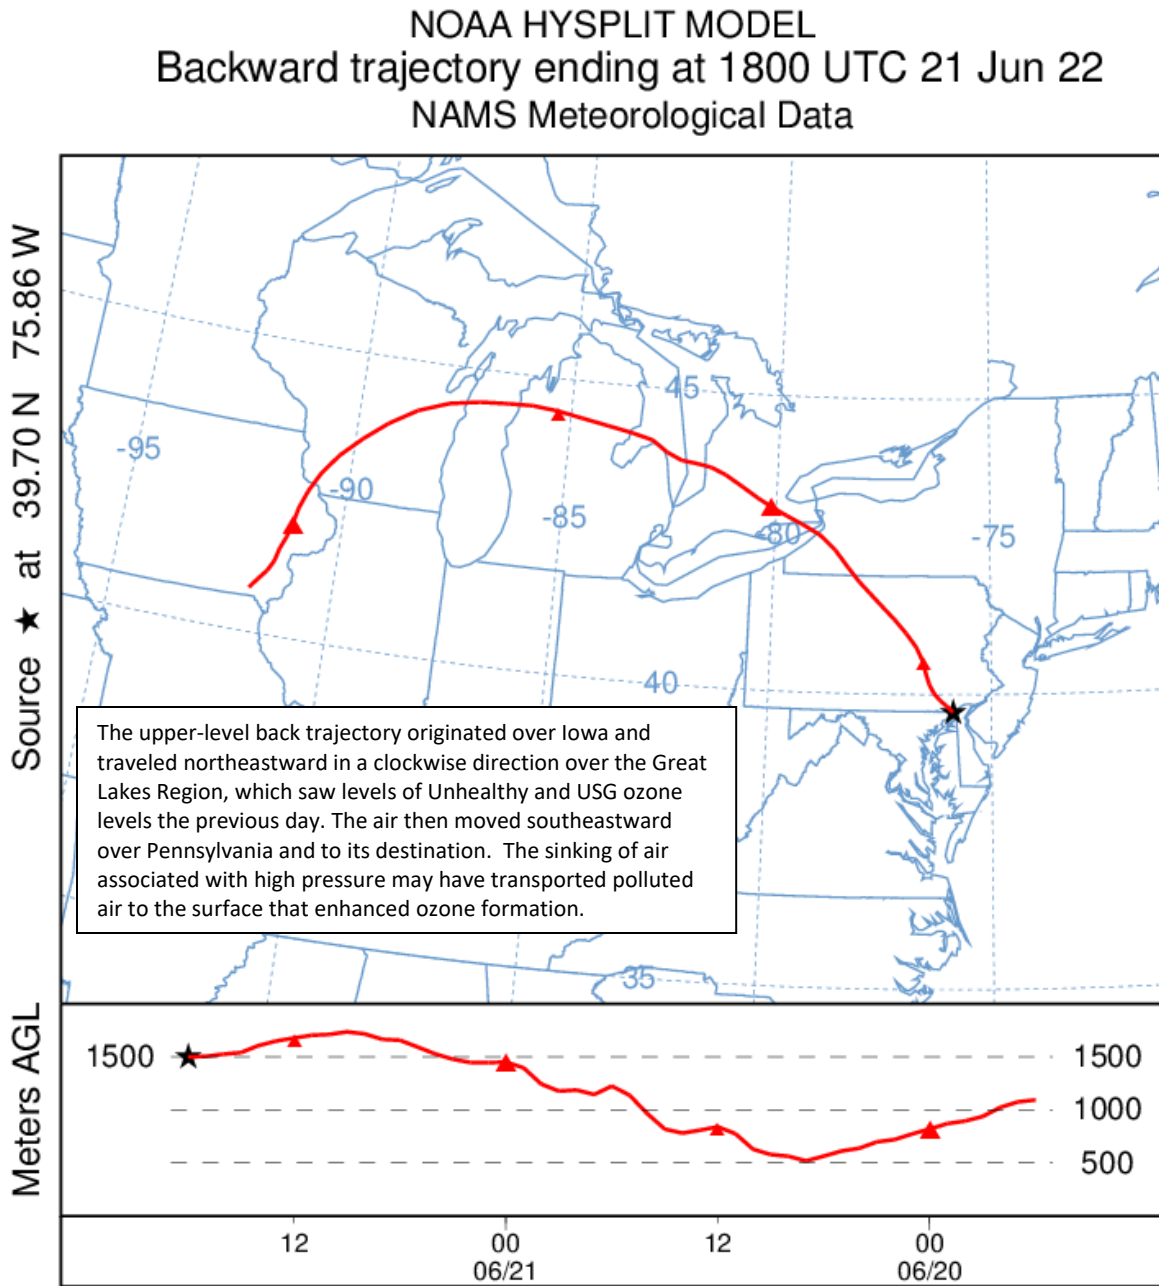 NOAA HYSPLIT MODEL
Backward trajectory ending at 1800 UTC 21 Jun 22
NAMS Meteorological Data
Source ★ at 39.70 N 75.86 W
45
-95
-90
-85
-80
-75
40
The upper-level back trajectory originated over Iowa and
traveled northeastward in a clockwise direction over the Great
Lakes Region, which saw levels of Unhealthy and USG ozone
levels the previous day. The air then moved southeastward
over Pennsylvania and to its destination.  The sinking of air
associated with high pressure may have transported polluted
air to the surface that enhanced ozone formation.
35
Meters AGL
1500 1500
1000
500
12 00 12 00
06/21 06/20